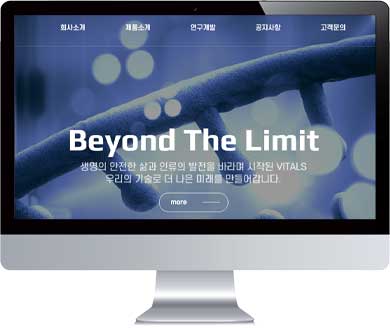 회사소개 제품소개 연구개발 공지사항 고객문의
Beyond The Limit
생명의 안전한 삶과 인류의 발전을 바라며 시작된 VITALS
우리의 기술로 더 나은 미래를 만들어갑니다.
more